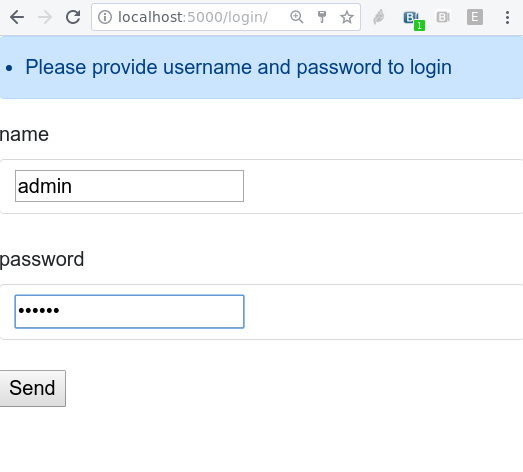 localhost:5000/login/
B
1
B
E
• Please provide username and password to login
name
admin
password
••••••
Send